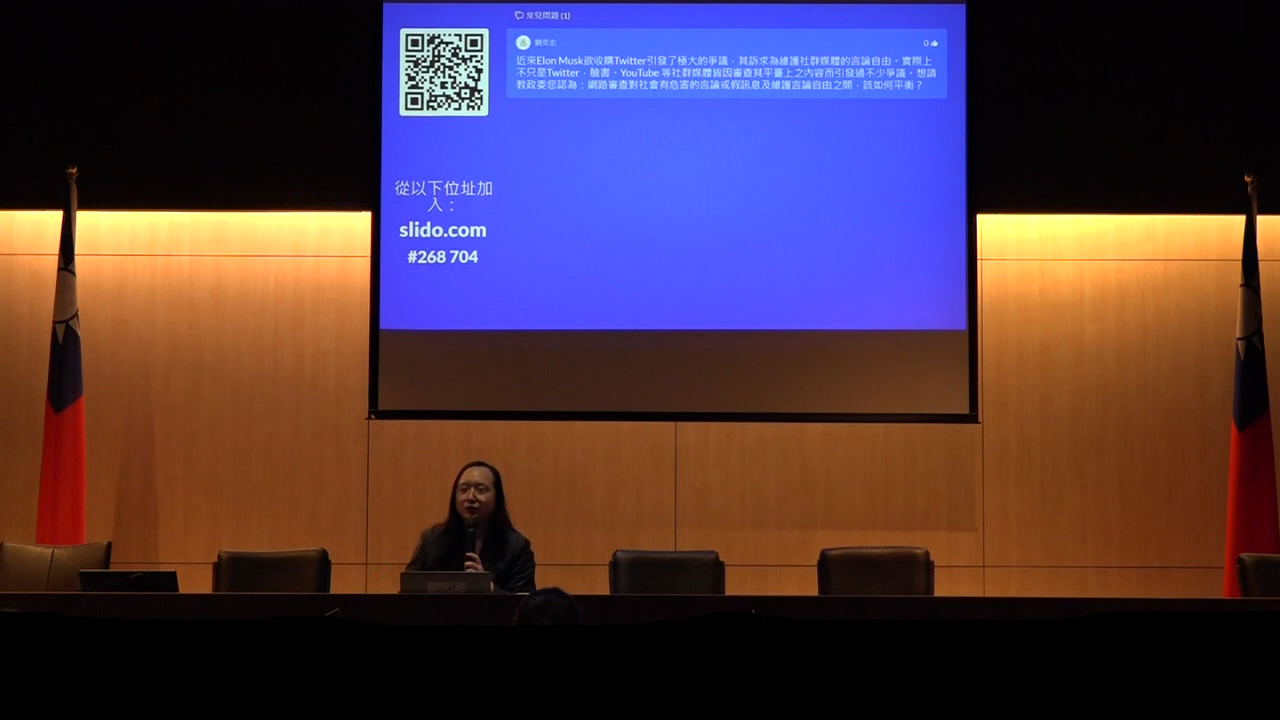 常見問題 (1)
0
近來Elon Musk欲收購Twitter引發了極大的爭議，其訴求為維護社群媒體的言論自由。實際上
不只是Twitter，臉書、YouTube 等社群媒體皆因審查其平臺上之內容而引發過不少爭議。想請
教政委您認為：網路審查對社會有危害的言論或假訊息及維護言論自由之間，該如何平衡？
從以下位址加
入：
slido.com
#268 704